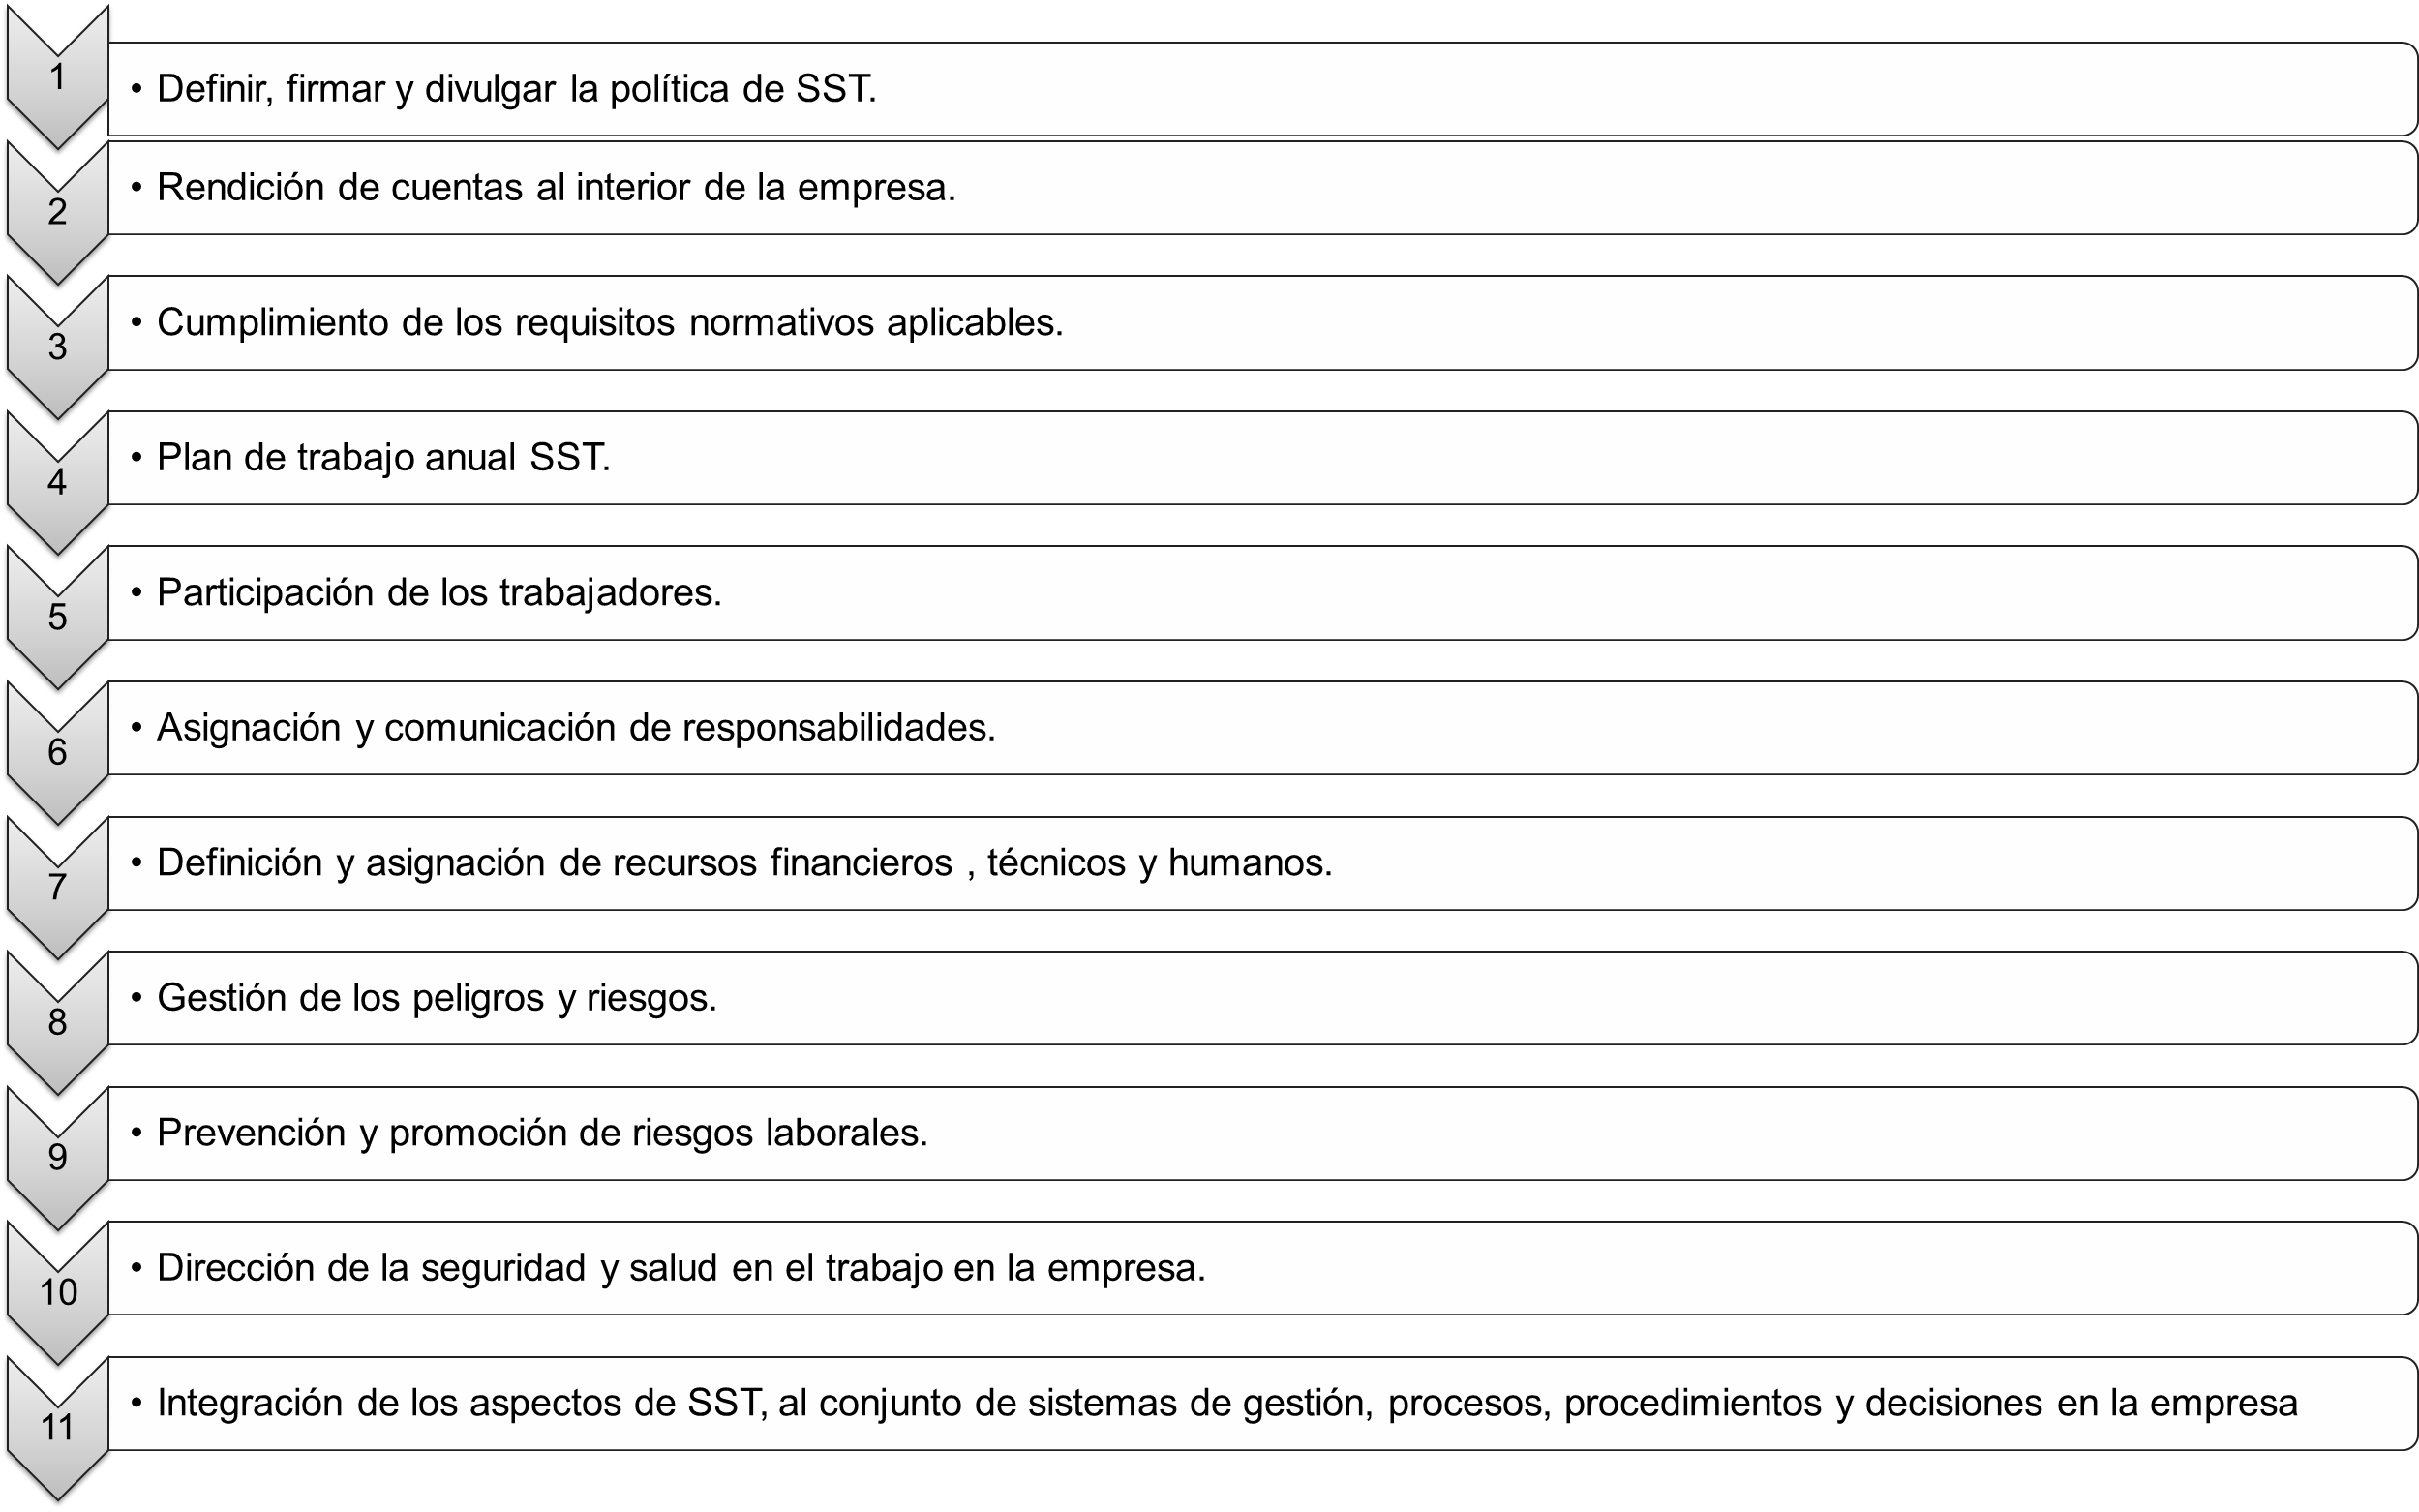 1
• Definir, firmar y divulgar la política de SST.
2
• Rendición de cuentas al interior de la empresa.
3
• Cumplimiento de los requisitos normativos aplicables.
4
• Plan de trabajo anual SST.
5
• Participación de los trabajadores.
6
• Asignación y comunicación de responsabilidades.
7
• Definición y asignación de recursos financieros , técnicos y humanos.
8
• Gestión de los peligros y riesgos.
9
• Prevención y promoción de riesgos laborales.
10
• Dirección de la seguridad y salud en el trabajo en la empresa.
11
• Integración de los aspectos de SST, al conjunto de sistemas de gestión, procesos, procedimientos y decisiones en la empresa